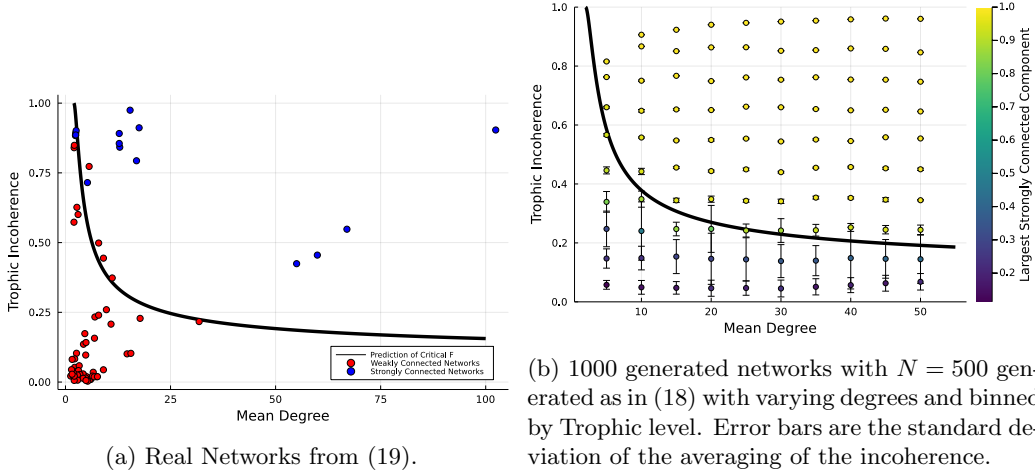 1.00
0.75
0.50
0.25
0.00
Trophic Incoherence
0
25
50
75
100
Mean Degree
Prediction of Critical F
Weakly Connected Networks
Strongly Connected Networks
(a) Real Networks from (19).
1.0
0.8
0.6
0.4
0.2
0.0
Trophic Incoherence
10
20
30
40
50
Mean Degree
1.0
0.9
0.8
0.7
0.6
0.5
0.4
0.3
0.2
Largest Strongly Connected Component
(b) 1000 generated networks with N = 500 gen-
erated as in (18) with varying degrees and binned
by Trophic level. Error bars are the standard de-
viation of the averaging of the incoherence.